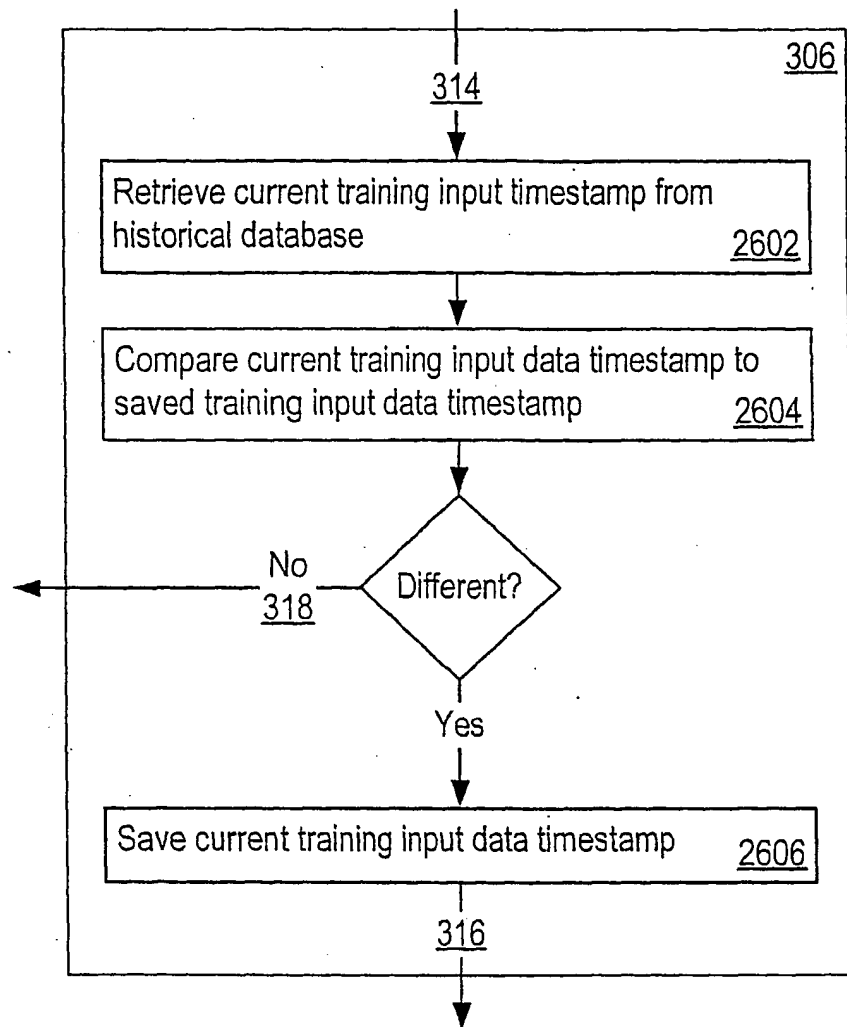 306
314
Retrieve current training input timestamp from
historical database
2602
Compare current training input data timestamp to
saved training input data timestamp
2604
No
318
Different?
Yes
Save current training input data timestamp
2606
316